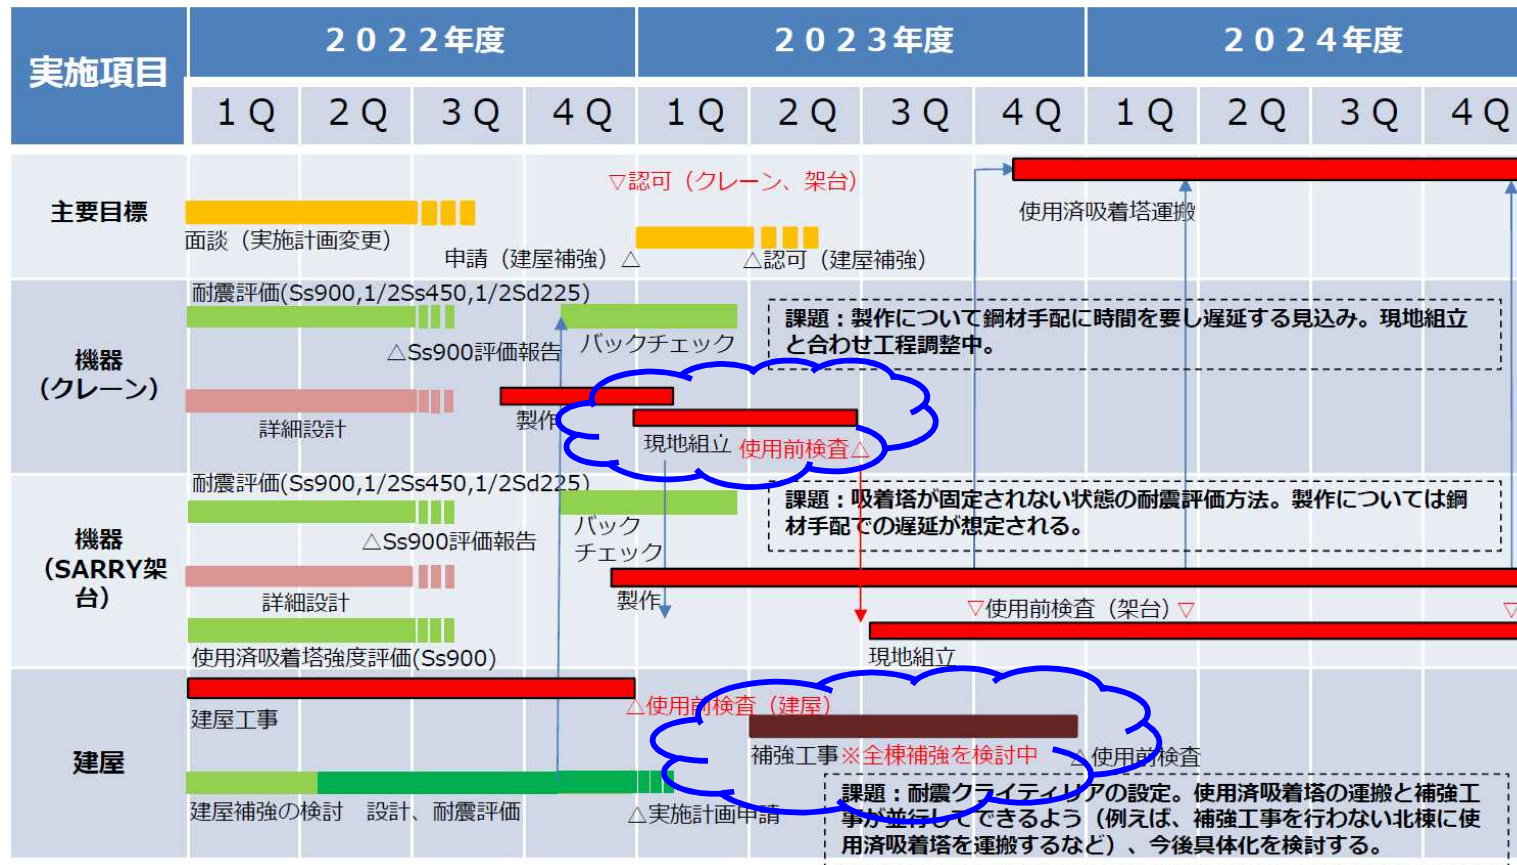 実施項目
２０２２年度
２０２３年度
２０２４年度
１Q ２Q ３Q ４Q １Q ２Q ３Q ４Q １Q ２Q ３Q ４Q
主要目標
▽認可（クレーン、架台）
使用済吸着塔運搬
面談（実施計画変更）
申請（建屋補強）△
△認可（建屋補強）
機器
（クレーン）
耐震評価(Ss900,1/2Ss450,1/2Sd225)
△Ss900評価報告
バックチェック
課題：製作について鋼材手配に時間を要し遅延する見込み。現地組立
と合わせ工程調整中。
詳細設計
製作
現地組立
使用前検査△
機器
（SARRY架
台）
耐震評価(Ss900,1/2Ss450,1/2Sd225)
△Ss900評価報告
バック
チェック
課題：吸着塔が固定されない状態の耐震評価方法。製作については鋼
材手配での遅延が想定される。
詳細設計
製作
▽使用前検査（架台）▽
▽
使用済吸着塔強度評価(Ss900)
現地組立
建屋
建屋工事
△使用前検査（建屋）
補強工事※全棟補強を検討中
△使用前検査
建屋補強の検討　設計、耐震評価
△実施計画申請
課題：耐震クライティリアの設定。使用済吸着塔の運搬と補強工
事が並行してできるよう（例えば、補強工事を行わない北棟に使
用済吸着塔を運搬するなど）、今後具体化を検討する。